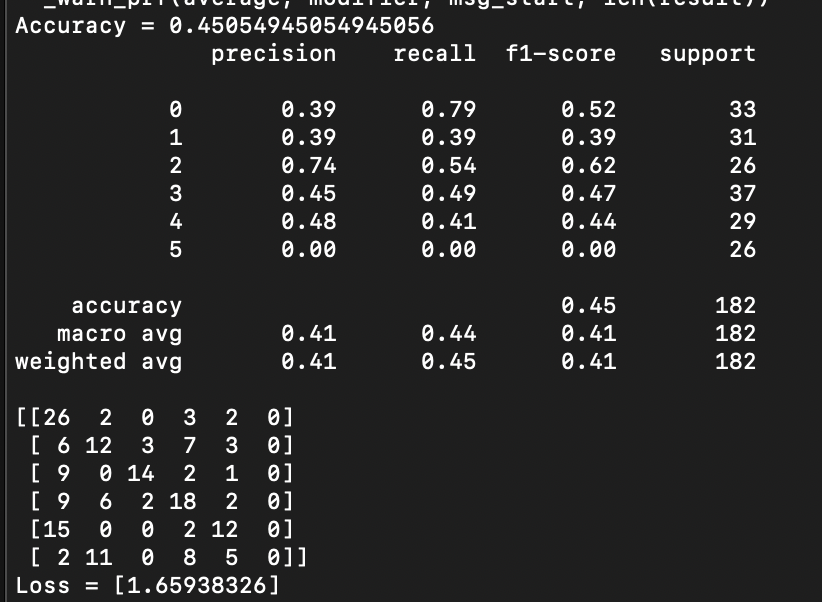 _warn_prf(average, modifier, msg_start, len(result))
Accuracy = 0.45054945054945056
precision recall f1-score support
0 0.39 0.79 0.52 33
1 0.39 0.39 0.39 31
2 0.74 0.54 0.62 26
3 0.45 0.49 0.47 37
4 0.48 0.41 0.44 29
5 0.00 0.00 0.00 26
accuracy 0.45 182
macro avg 0.41 0.44 0.41 182
weighted avg 0.41 0.45 0.41 182
[[26 2 0 3 2 0]
[ 6 12 3 7 3 0]
[ 9 0 14 2 1 0]
[ 9 6 2 18 2 0]
[15 0 0 2 12 0]
[ 2 11 0 8 5 0]]
Loss = [1.65938326]